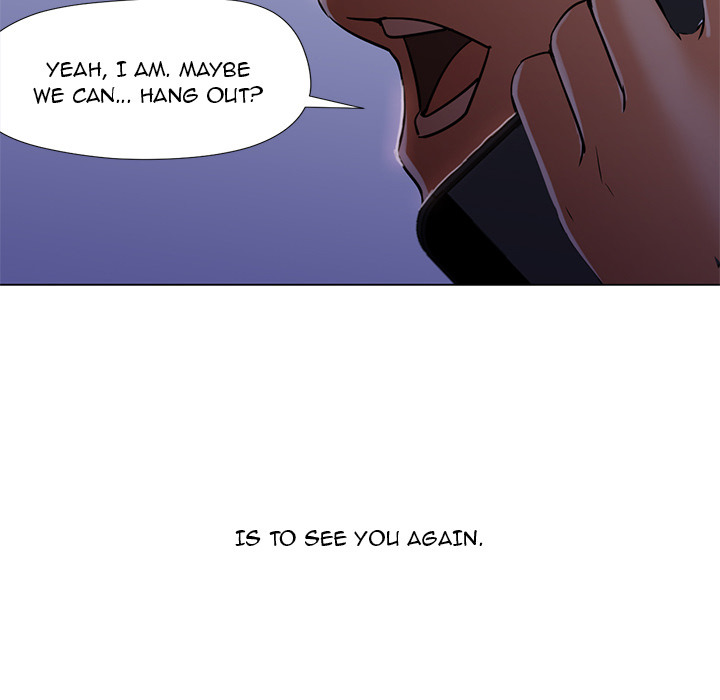 YEAH, I AM. MAYBE
WE CAN... HANG OUT?
IS TO SEE YOU AGAIN.